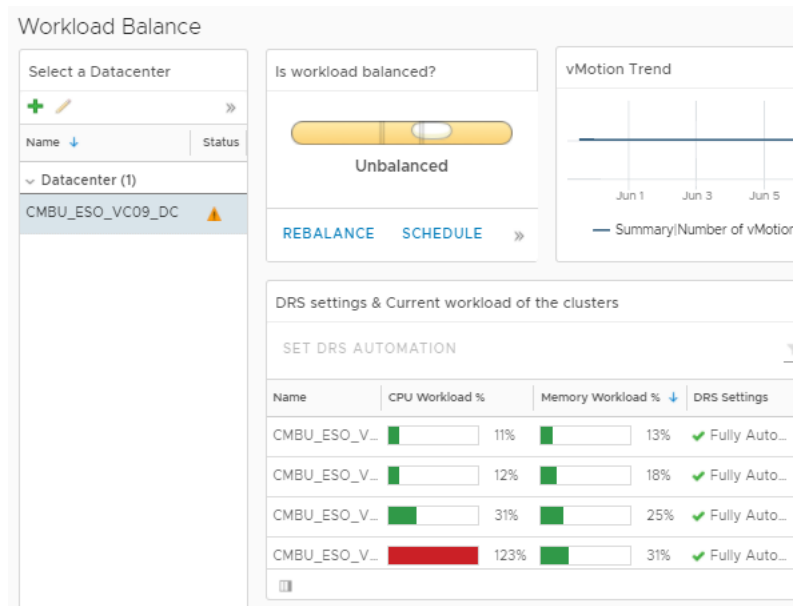 Workload Balance
Select a Datacenter
Name Status
Datacenter (1)
CMBU_ESO_VC09_DC
Is workload balanced?
Unbalanced
REBALANCE SCHEDULE
vMotion Trend
Jun 1 Jun 3 Jun 5
Summary|Number of vMotion
DRS settings & Current workload of the clusters
SET DRS AUTOMATION
Name CPU Workload % Memory Workload % DRS Settings
CMBU_ESO_V... 11% 13% Fully Auto...
CMBU_ESO_V... 12% 18% Fully Auto...
CMBU_ESO_V... 31% 25% Fully Auto...
CMBU_ESO_V... 123% 31% Fully Auto...